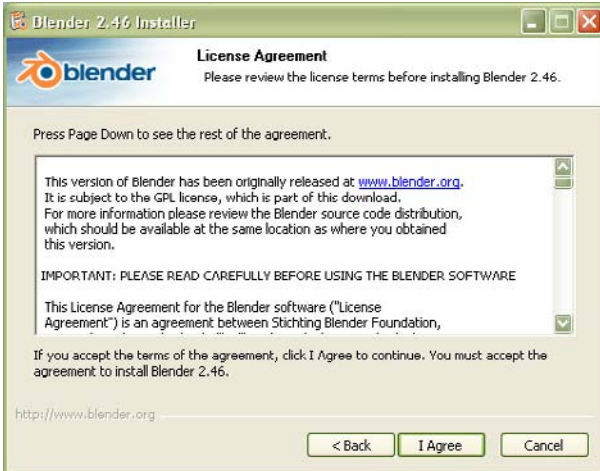 Blender 2.46 Installer
blender
License Agreement
Please review the license terms before installing Blender 2.46.
Press Page Down to see the rest of the agreement.
This version of Blender has been originally released at www.blender.org.
It is subject to the GPL license, which is part of this download.
For more information please review the Blender source code distribution,
which should be available at the same location as where you obtained
this version.
IMPORTANT: PLEASE READ CAREFULLY BEFORE USING THE BLENDER SOFTWARE
This License Agreement for the Blender software ("License
Agreement") is an agreement between Stichting Blender Foundation,
If you accept the terms of the agreement, click I Agree to continue. You must accept the
agreement to install Blender 2.46.
http://www.blender.org
< Back
I Agree
Cancel